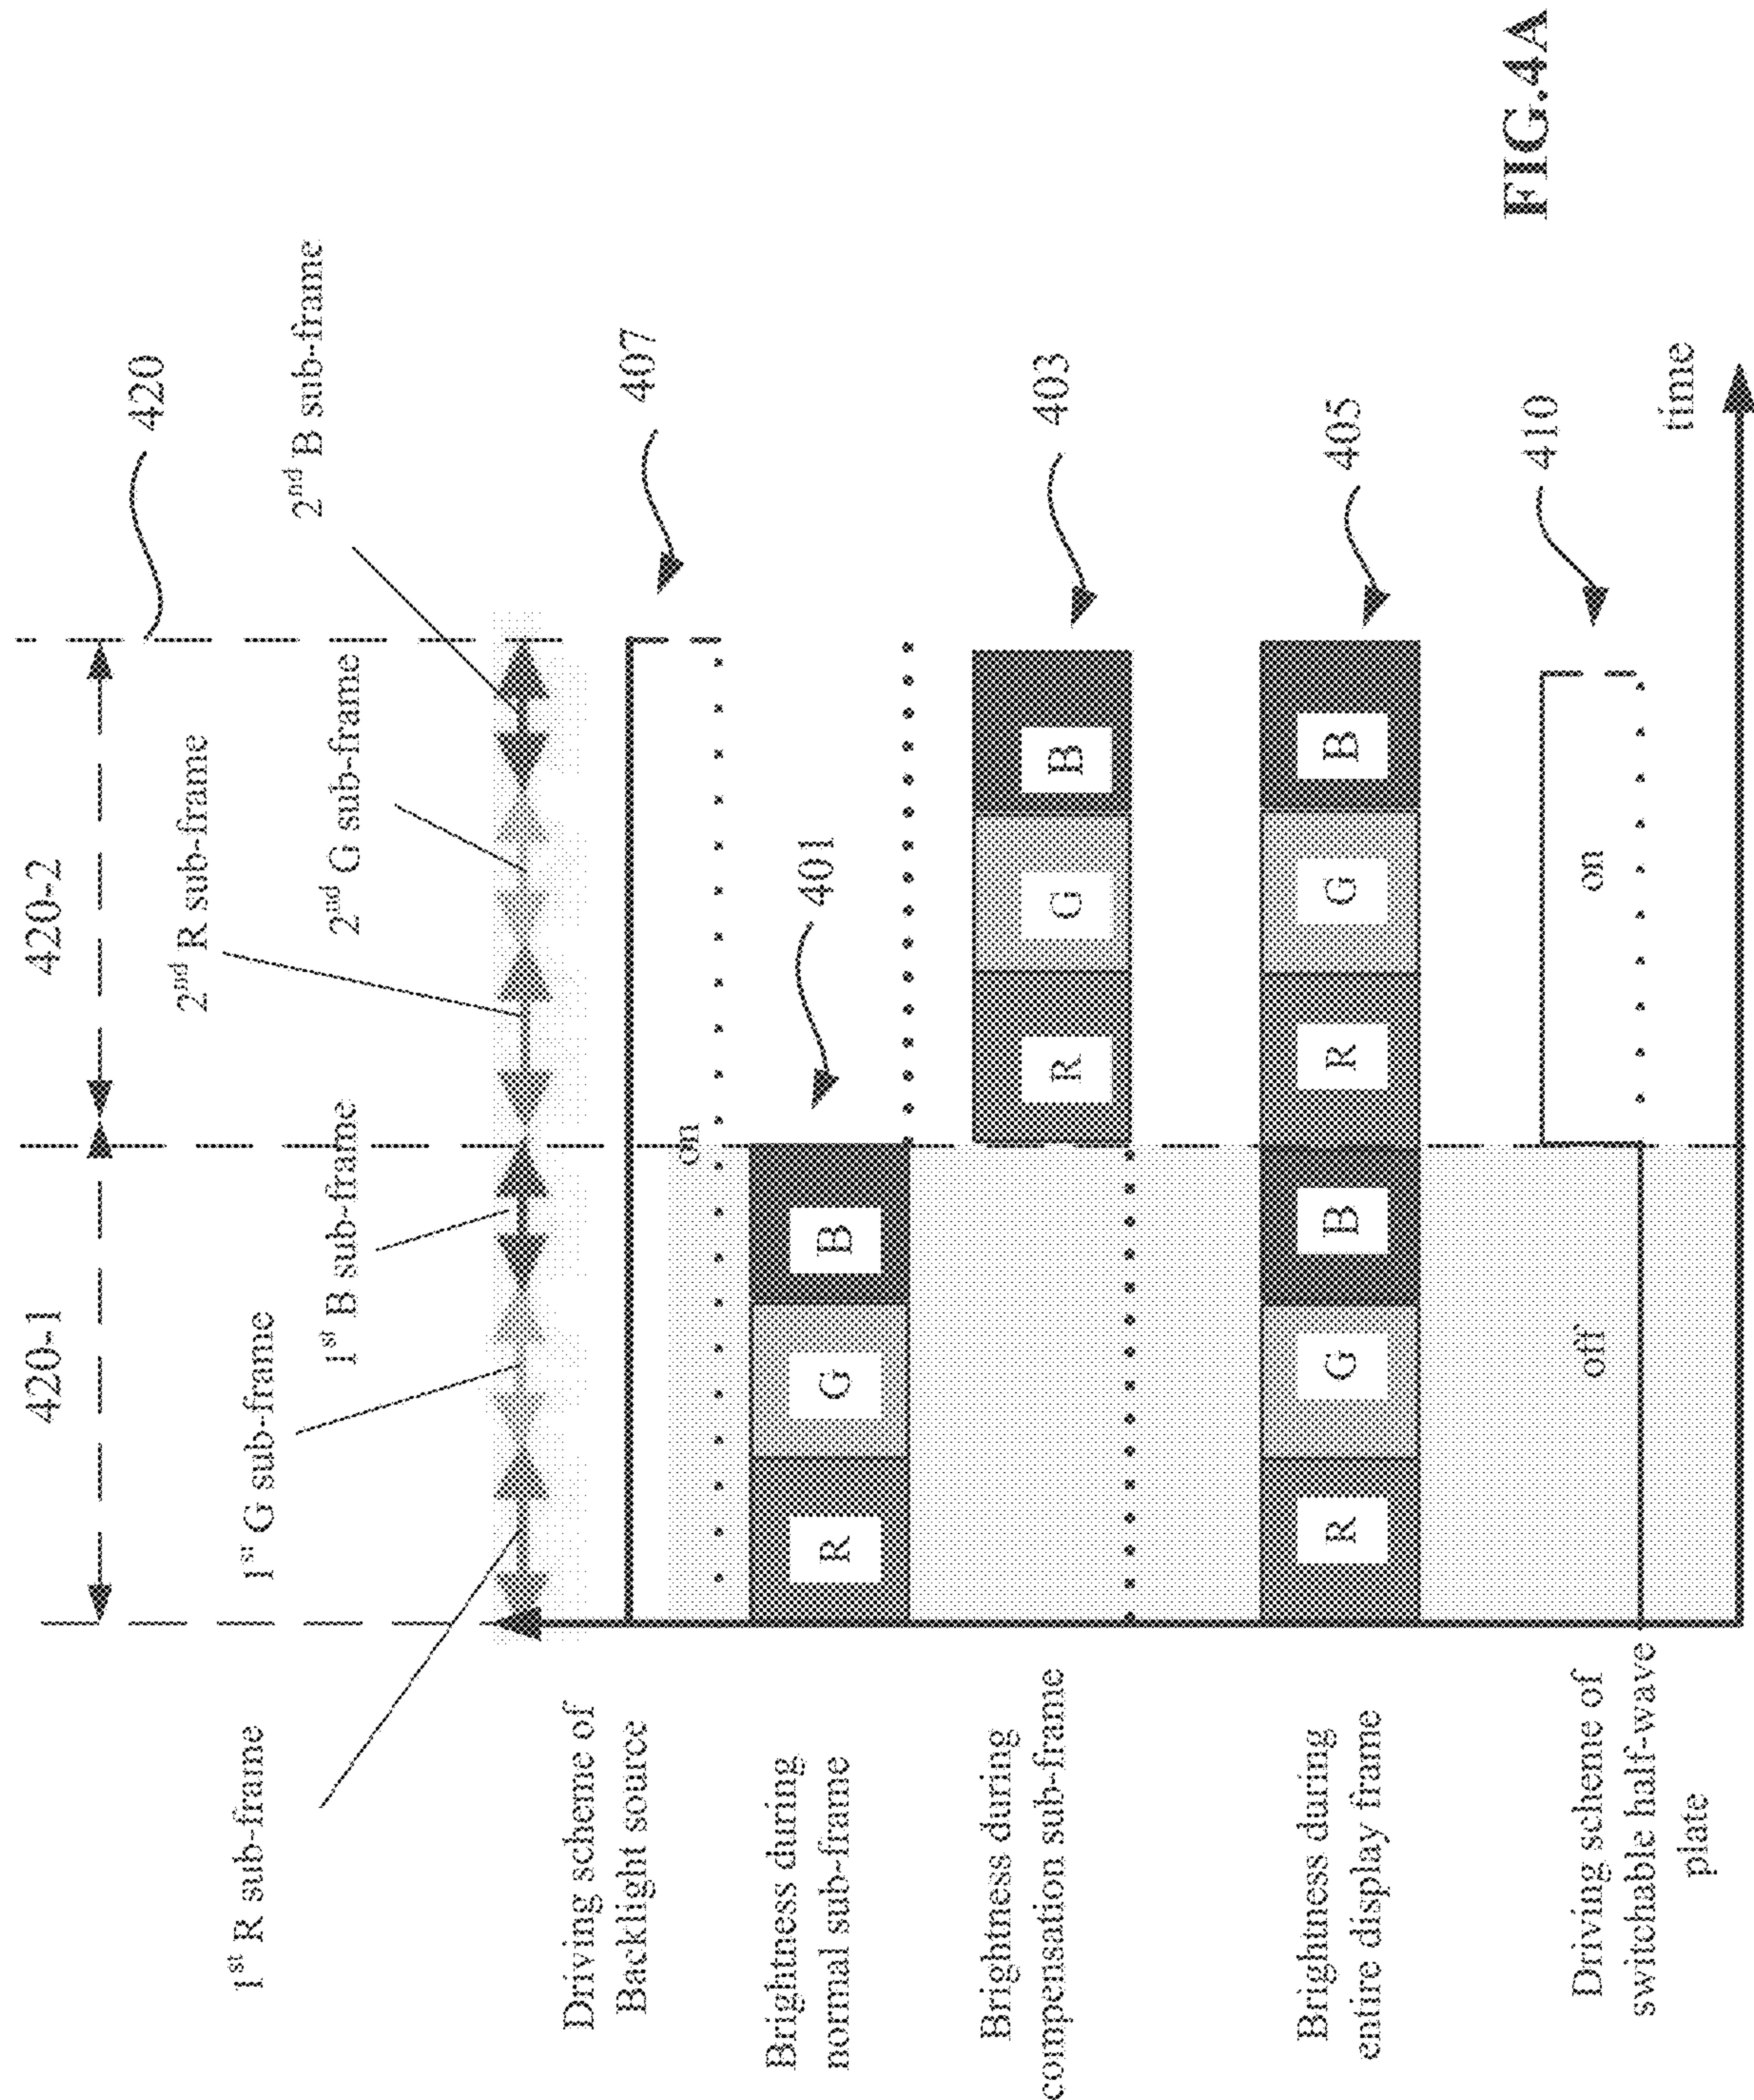 420-1
420-2
420
1st R sub-frame
1st G sub-frame
1st B sub-frame
2nd R sub-frame
2nd G sub-frame
2nd B sub-frame
Driving scheme of
Backlight source
on
407
Brightness during
normal sub-frame
R
G
B
401
Brightness during
compensation sub-frame
R
G
B
403
Brightness during
entire display frame
R
G
B
R
G
B
405
Driving scheme of
switchable half-wave
plate
off
on
410
time
FIG.4A